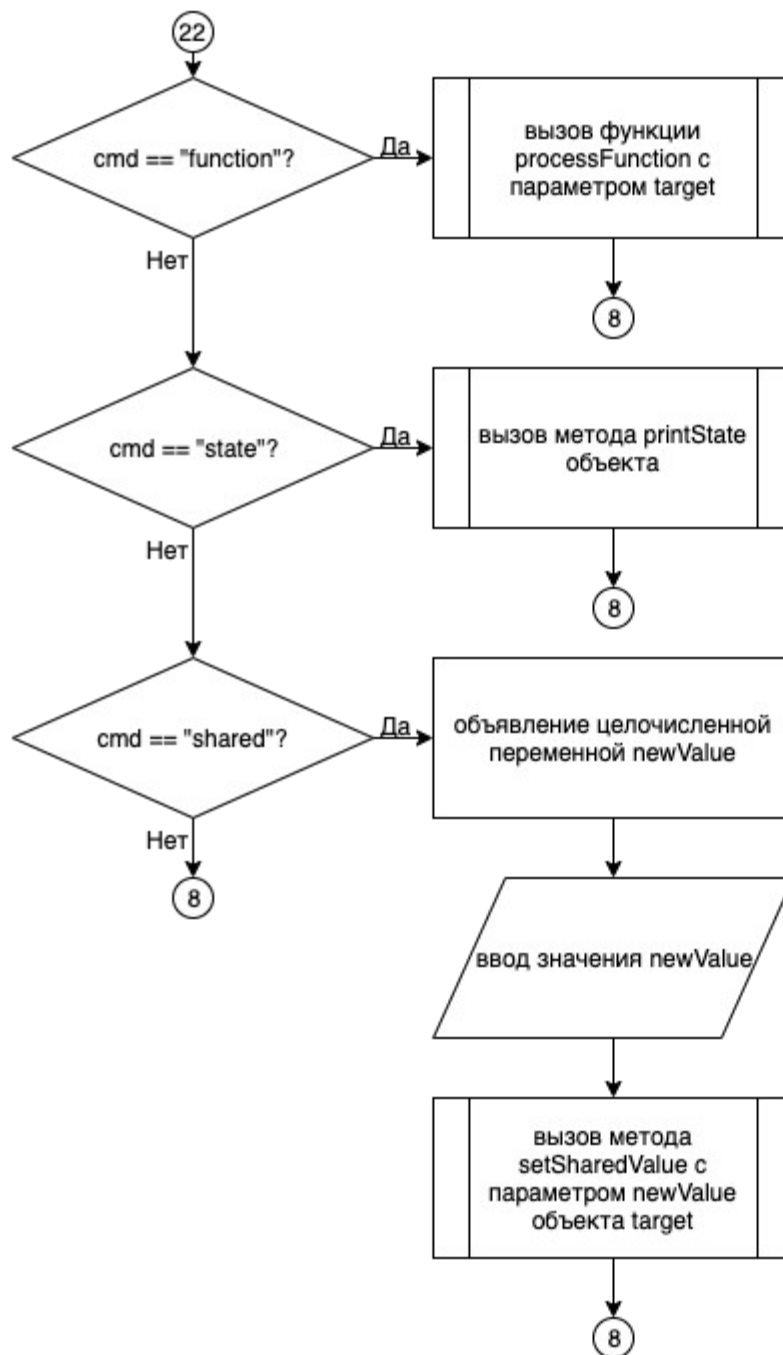 22
cmd == "function"?
Да
вызов функции
processFunction с
параметром target
Нет
8
cmd == "state"?
Да
вызов метода printState
объекта
Нет
8
cmd == "shared"?
Да
объявление целочисленной
переменной newValue
Нет
8
ввод значения newValue
вызов метода
setSharedValue с
параметром newValue
объекта target
8